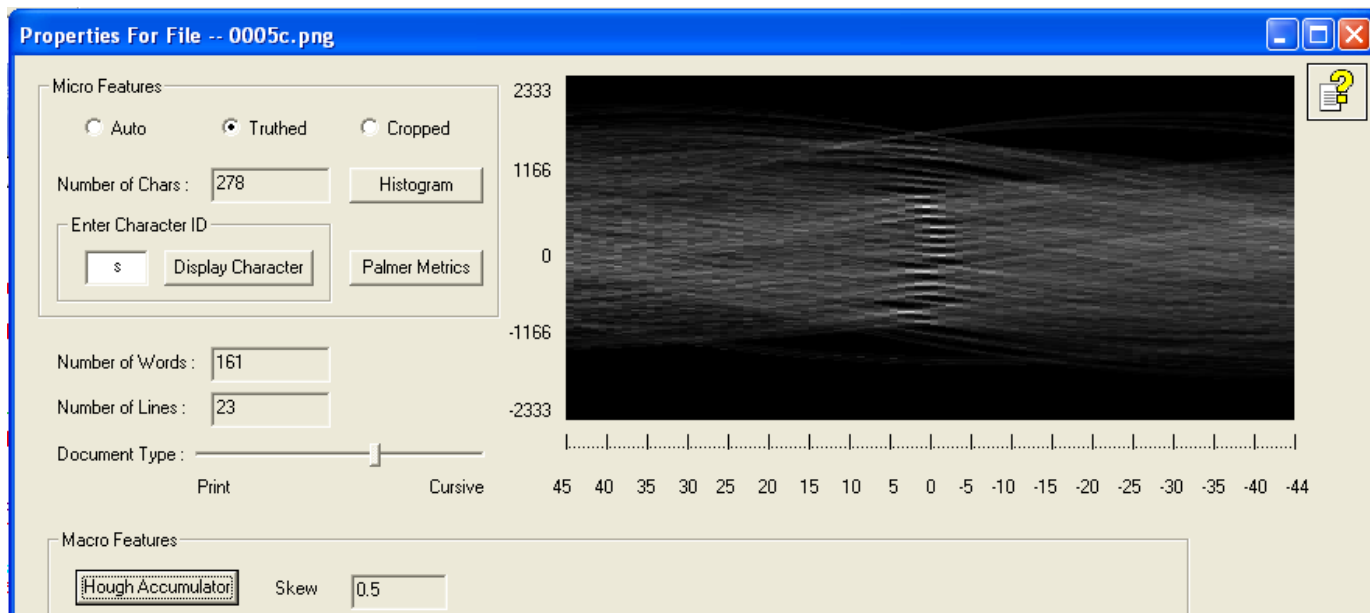 Properties For File -- 0005c.png
Micro Features
Auto Truthed Cropped
Number of Chars : 278 Histogram
Enter Character ID
s Display Character Palmer Metrics
Number of Words : 161
Number of Lines : 23
Document Type :
Print Cursive
2333
1166
0
-1166
-2333
45 40 35 30 25 20 15 10 5 0 -5 -10 -15 -20 -25 -30 -35 -40 -44
Macro Features
Hough Accumulator Skew 0.5